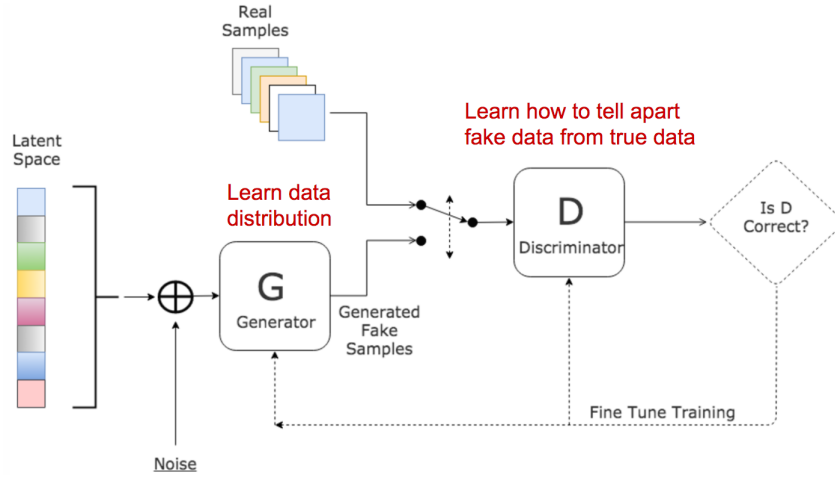 Real
Samples
Learn how to tell apart
fake data from true data
Latent
Space
Learn data
distribution
D
Discriminator
Is D
Correct?
G
Generator
Generated
Fake
Samples
Fine Tune Training
Noise